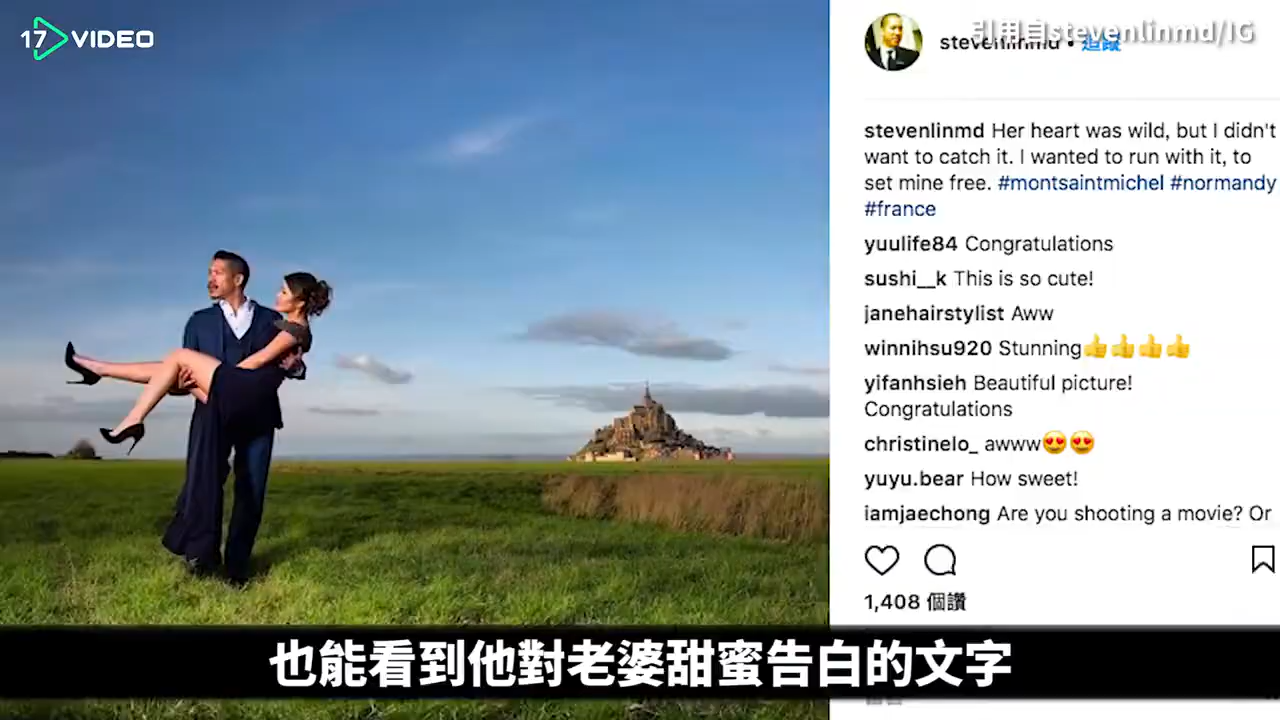 17 VIDEO
引用自stevenlinmd/IG
stevenlinmd • 追蹤
stevenlinmd Her heart was wild, but I didn't
want to catch it. I wanted to run with it, to
set mine free. #montsaintmichel #normandy
#france
yuulife84 Congratulations
sushi__k This is so cute!
janehairstylist Aww
winnihsu920 Stunning👍👍👍👍
yifanhsieh Beautiful picture!
Congratulations
christinelo_ awww😍😍
yuyu.bear How sweet!
iamjaechong Are you shooting a movie? Or
1,408 個讚
也能看到他對老婆甜蜜告白的文字